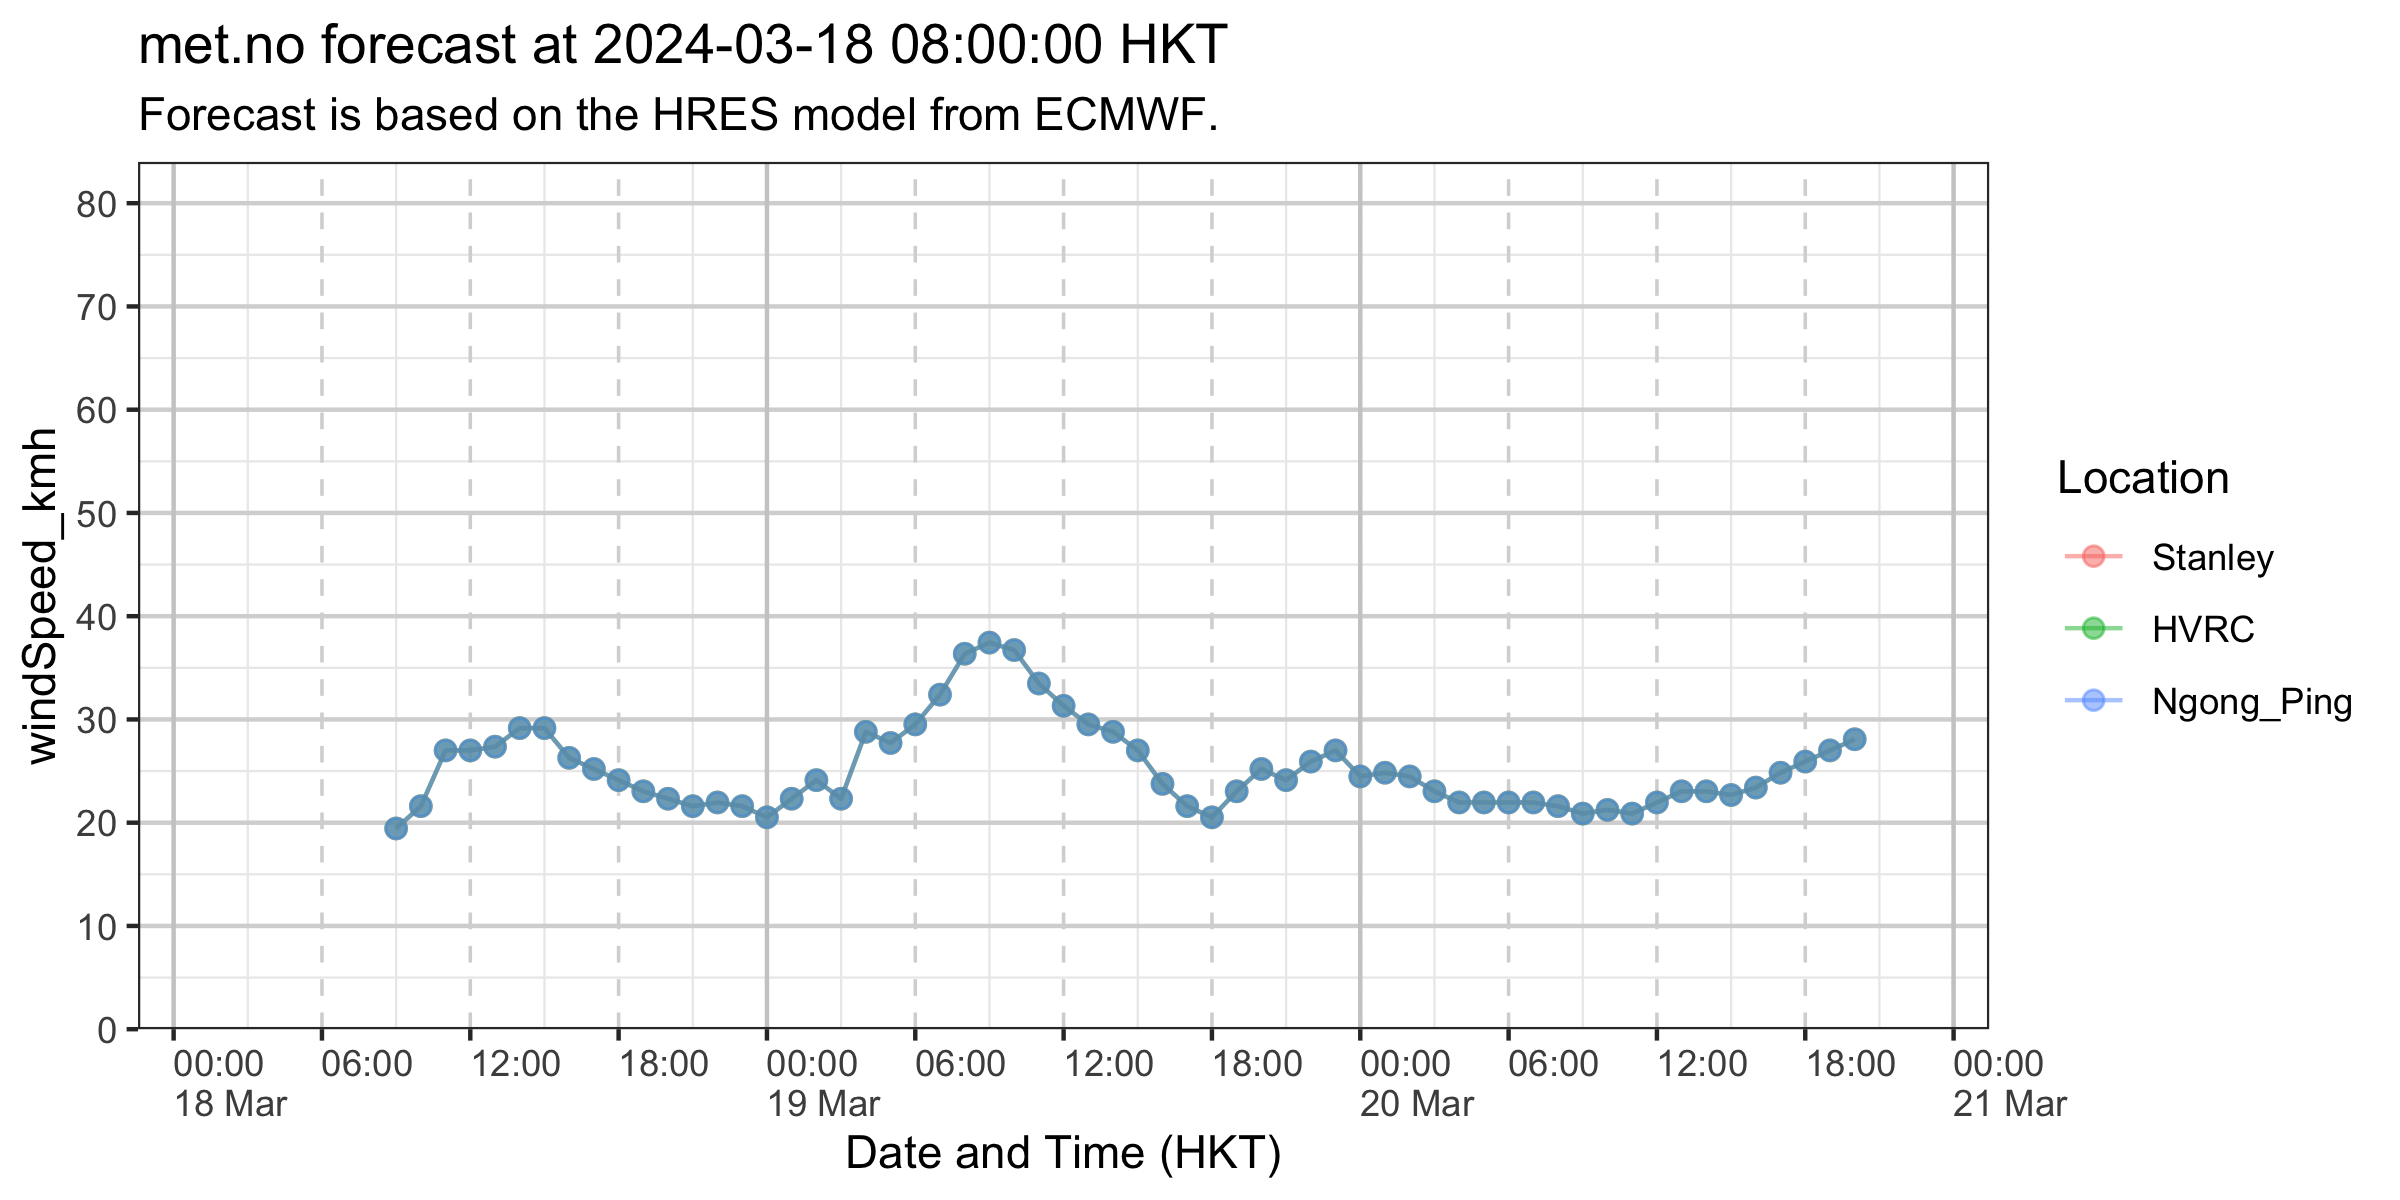 met.no forecast at 2024-03-18 08:00:00 HKT
Forecast is based on the HRES model from ECMWF.
windSpeed_kmh
80
70
60
50
40
30
20
10
0
00:00 06:00 12:00 18:00 00:00 06:00 12:00 18:00 00:00 06:00 12:00 18:00 00:00
18 Mar 19 Mar 20 Mar 21 Mar
Date and Time (HKT)
Location
Stanley
HVRC
Ngong_Ping